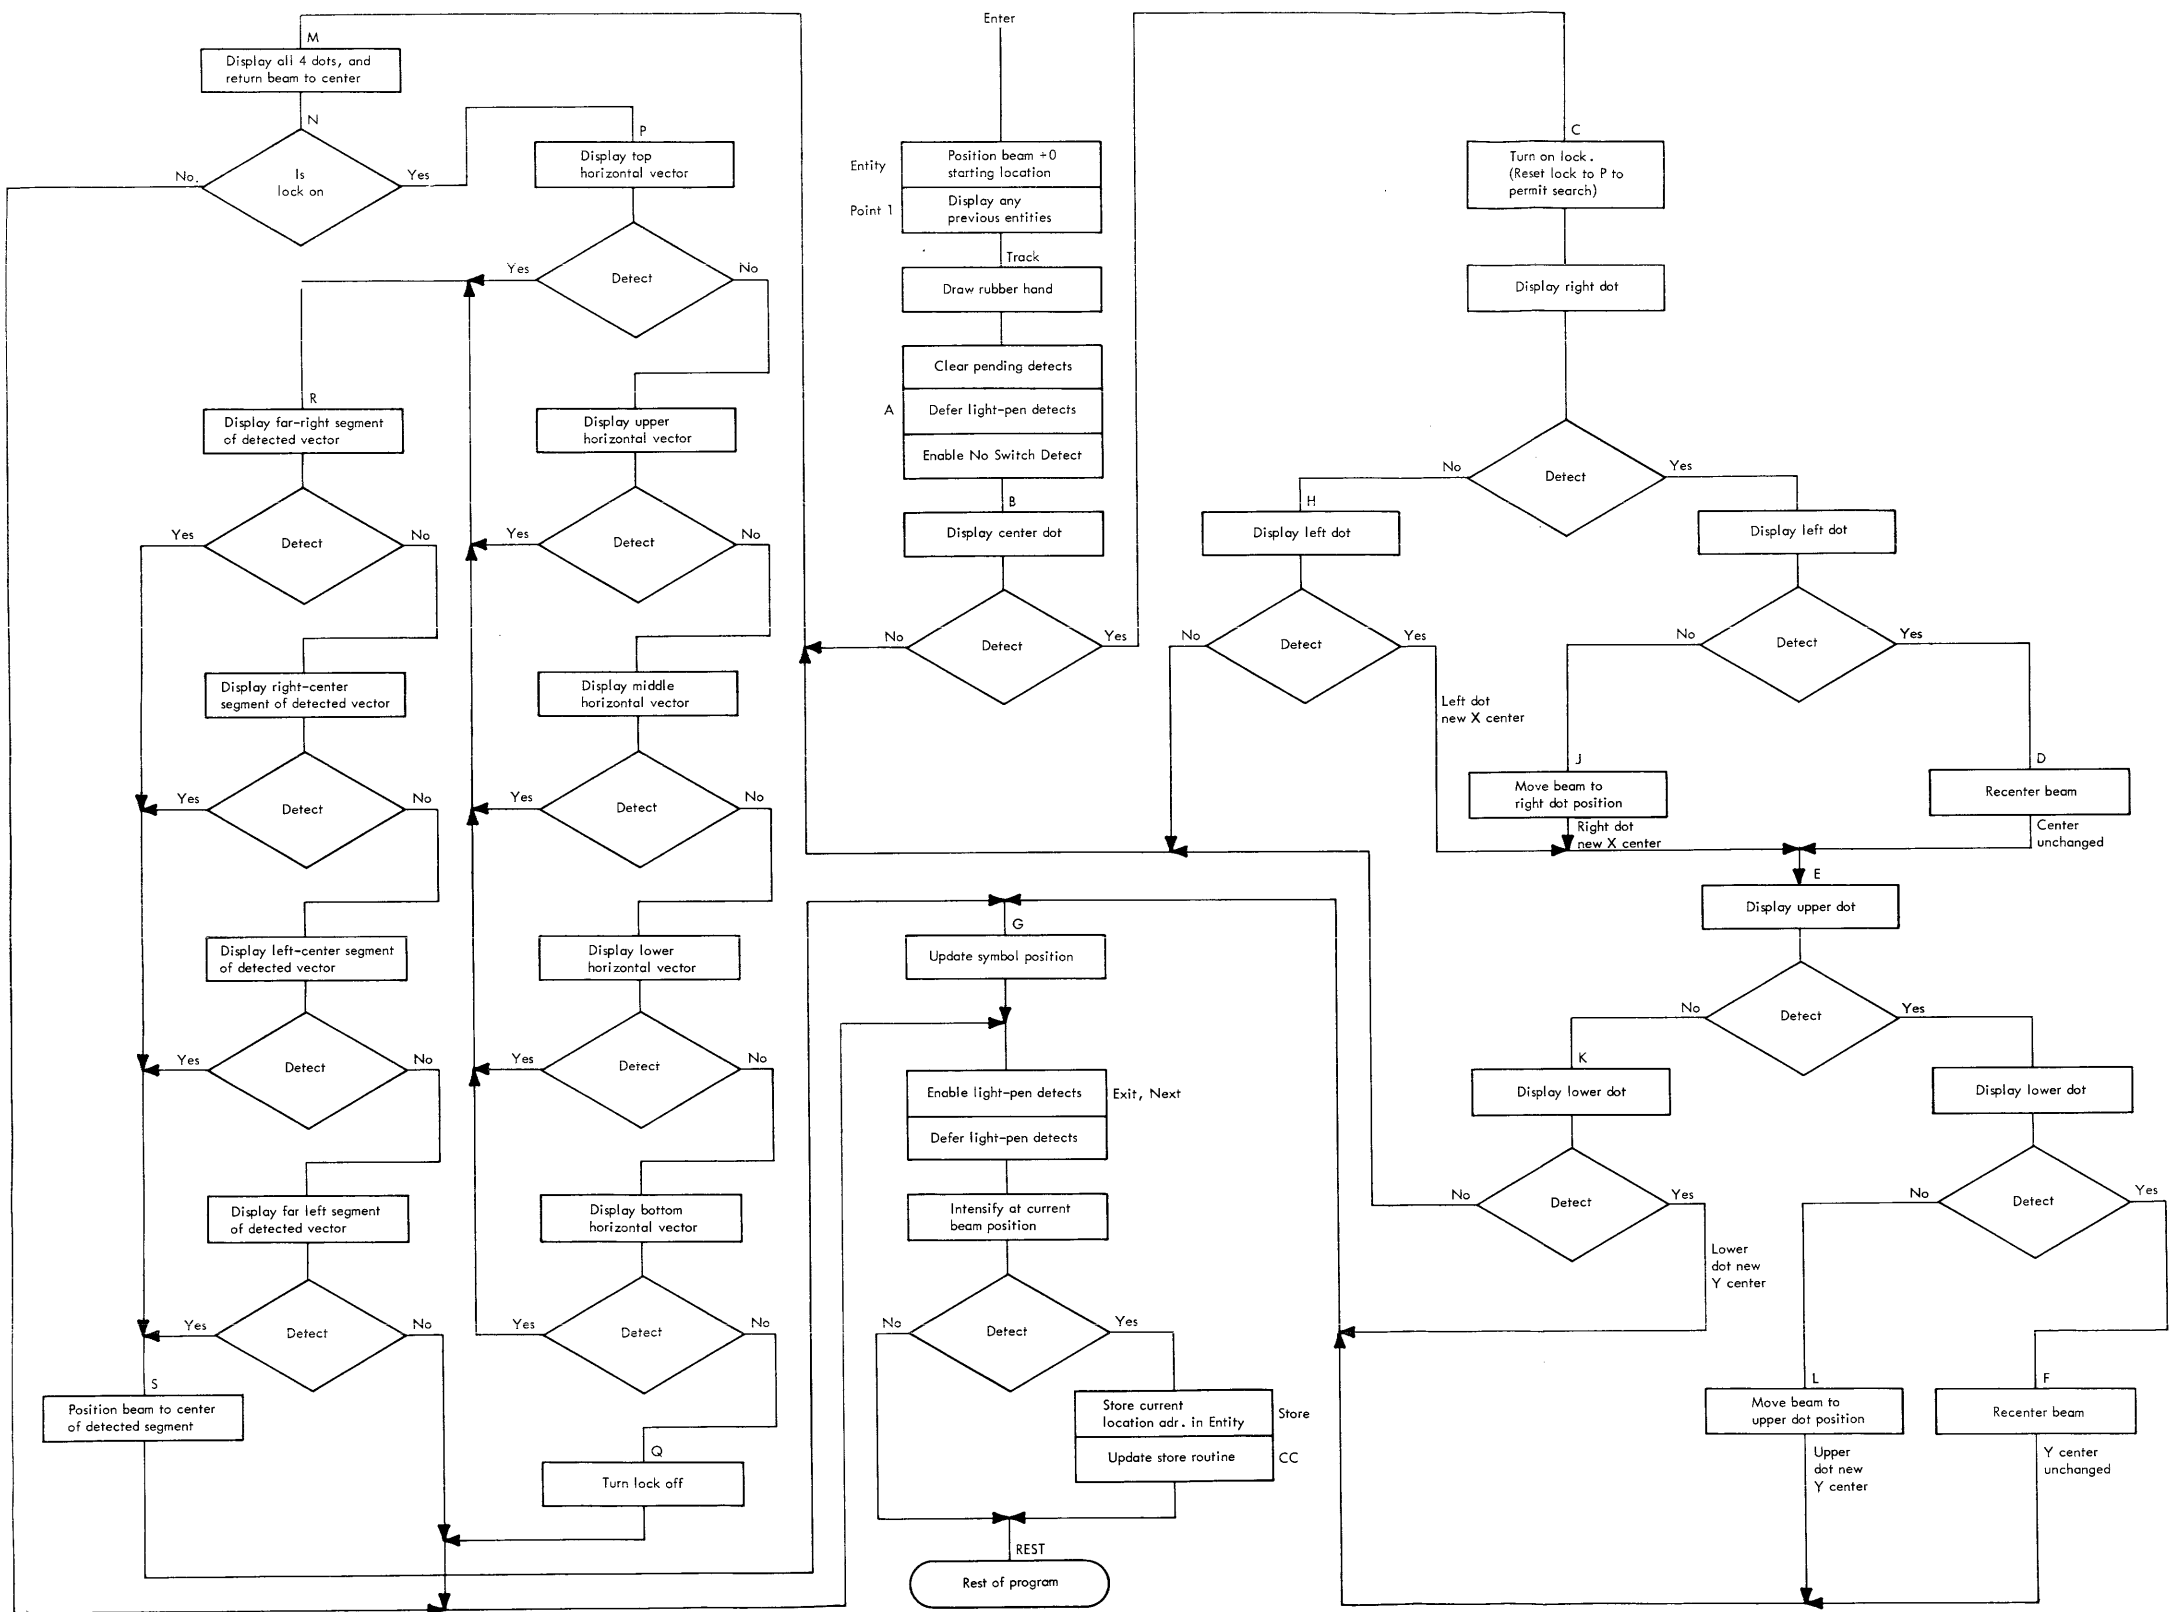 M
Display all 4 dots, and
return beam to center
N
Is
lock on
No.
Yes
P
Display top
horizontal vector
Detect
Yes
No
Display upper
horizontal vector
Detect
Yes
No
Display middle
horizontal vector
Detect
Yes
No
Display lower
horizontal vector
Detect
Yes
No
Display bottom
horizontal vector
Detect
Yes
No
Q
Turn lock off
R
Display far-right segment
of detected vector
Detect
Yes
No
Display right-center
segment of detected vector
Detect
Yes
No
Display left-center segment
of detected vector
Detect
Yes
No
Display far left segment
of detected vector
Detect
Yes
No
S
Position beam to center
of detected segment
Enter
Entity
Position beam +0
starting location
Point 1
Display any
previous entities
Track
Draw rubber hand
Clear pending detects
A
Defer light-pen detects
Enable No Switch Detect
B
Display center dot
Detect
No
Yes
G
Update symbol position
Enable light-pen detects
Exit, Next
Defer light-pen detects
Intensify at current
beam position
Detect
No
Yes
Store current
location adr. in Entity
Store
Update store routine
CC
REST
Rest of program
C
Turn on lock.
(Reset lock to P to
permit search)
Display right dot
Detect
No
Yes
H
Display left dot
Detect
No
Yes
Left dot
new X center
Display left dot
Detect
No
Yes
J
Move beam to
right dot position
Right dot
new X center
D
Recenter beam
Center
unchanged
E
Display upper dot
Detect
No
Yes
K
Display lower dot
Detect
No
Yes
Lower
dot new
Y center
Display lower dot
Detect
No
Yes
L
Move beam to
upper dot position
Upper
dot new
Y center
F
Recenter beam
Y center
unchanged